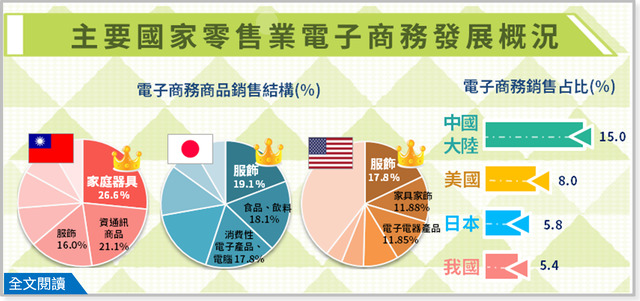 主要國家零售業電子商務發展概況
電子商務商品銷售結構(%)
家庭器具
26.6%
資通訊
商品
21.1%
服飾
16.0%
服飾
19.1%
食品、飲料
18.1%
消費性
電子產品、
電腦 17.8%
服飾
17.8%
家具家飾
11.88%
電子電器產品
11.85%
電子商務銷售占比(%)
中國
大陸
15.0
美國
8.0
日本
5.8
我國
5.4
全文閱讀